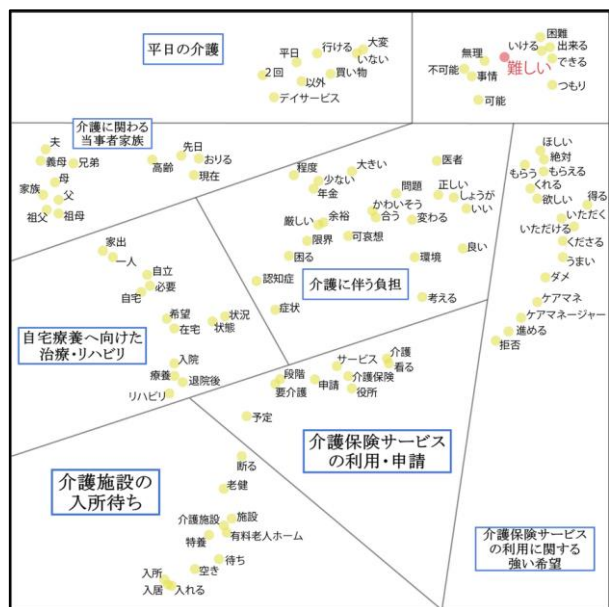 平日の介護
大変
行ける
いない
平日
2回
買い物
以外
デイサービス
困難
いける
出来る
無理
難しい
できる
不可能
事情
つもり
可能
介護に関わる
当事者家族
夫
先日
義母
兄弟
高齢
おりる
母
現在
家族
父
祖父
祖母
程度
大きい
医者
少ない
年金
問題
正しい
しょうが
かわいそう
いい
余裕
合う
変わる
厳しい
限界
可哀想
良い
困る
環境
認知症
介護に伴う負担
症状
考える
ほしい
絶対
もらう
もらえる
くれる
欲しい
得る
いただく
いただける
くださる
うまい
ダメ
ケアマネ
ケアマネージャー
進める
拒否
介護保険サービス
の利用に関する
強い希望
家出
一人
自立
必要
自宅
希望
状況
在宅
状態
自宅療養へ向けた
治療・リハビリ
入院
療養
退院後
リハビリ
介護
サービス
看る
段階
申請
介護保険
要介護
役所
予定
介護保険サービス
の利用・申請
介護施設の
入所待ち
断る
老健
施設
介護施設
有料老人ホーム
特養
待ち
空き
入所
入居
入れる